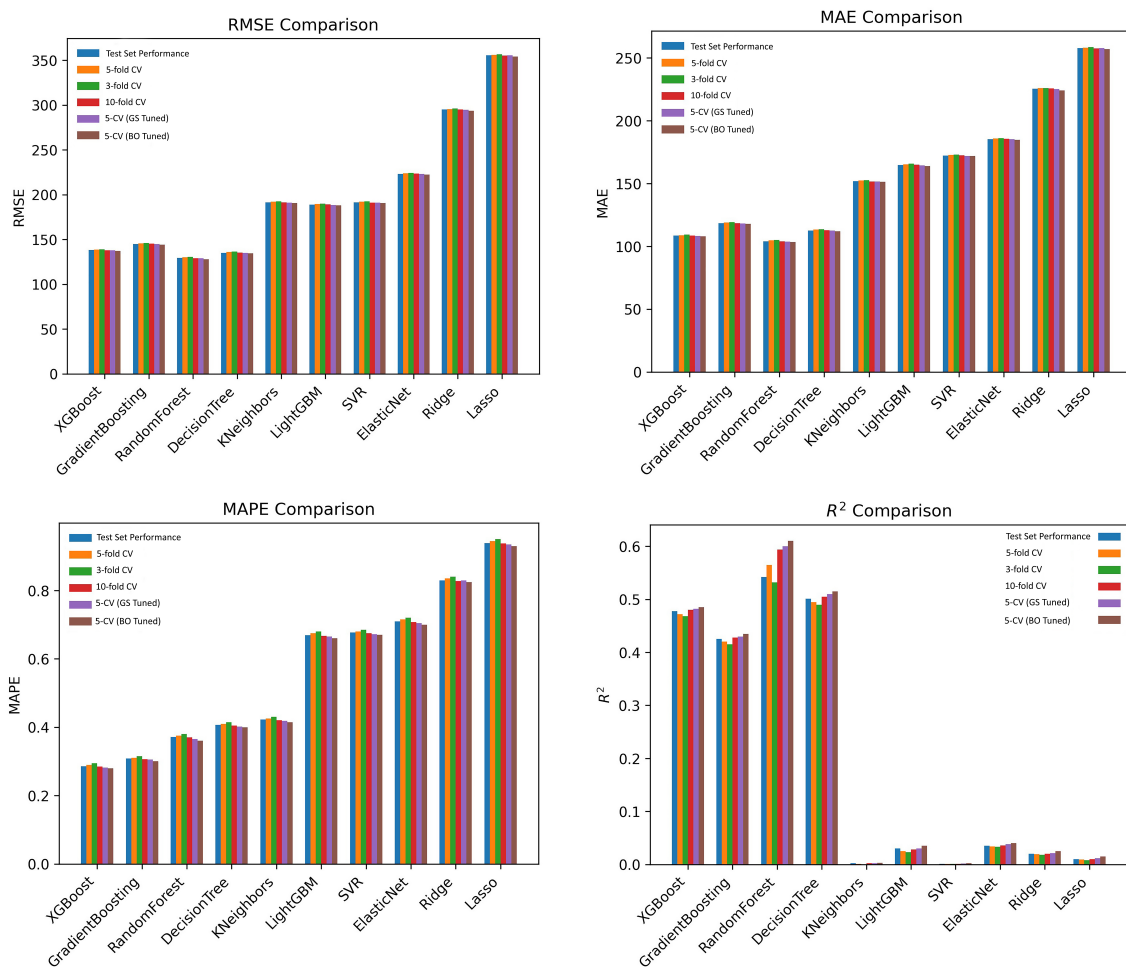 RMSE Comparison
RMSE
0
50
100
150
200
250
300
350
Test Set Performance
5-fold CV
3-fold CV
10-fold CV
5-CV (GS Tuned)
5-CV (BO Tuned)
XGBoost
GradientBoosting
RandomForest
DecisionTree
KNeighbors
LightGBM
SVR
ElasticNet
Ridge
Lasso
MAE Comparison
MAE
0
50
100
150
200
250
Test Set Performance
5-fold CV
3-fold CV
10-fold CV
5-CV (GS Tuned)
5-CV (BO Tuned)
XGBoost
GradientBoosting
RandomForest
DecisionTree
KNeighbors
LightGBM
SVR
ElasticNet
Ridge
Lasso
MAPE Comparison
MAPE
0.0
0.2
0.4
0.6
0.8
Test Set Performance
5-fold CV
3-fold CV
10-fold CV
5-CV (GS Tuned)
5-CV (BO Tuned)
XGBoost
GradientBoosting
RandomForest
DecisionTree
KNeighbors
LightGBM
SVR
ElasticNet
Ridge
Lasso
R² Comparison
R²
0.0
0.1
0.2
0.3
0.4
0.5
0.6
Test Set Performance
5-fold CV
3-fold CV
10-fold CV
5-CV (GS Tuned)
5-CV (BO Tuned)
XGBoost
GradientBoosting
RandomForest
DecisionTree
KNeighbors
LightGBM
SVR
ElasticNet
Ridge
Lasso